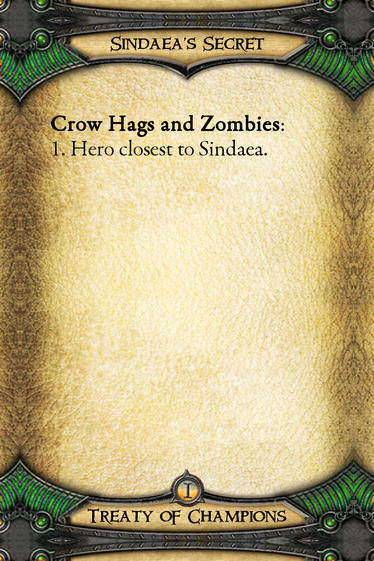 Sindaea's Secret
Crow Hags and Zombies:
1. Hero closest to Sindaea.
I
Treaty of Champions